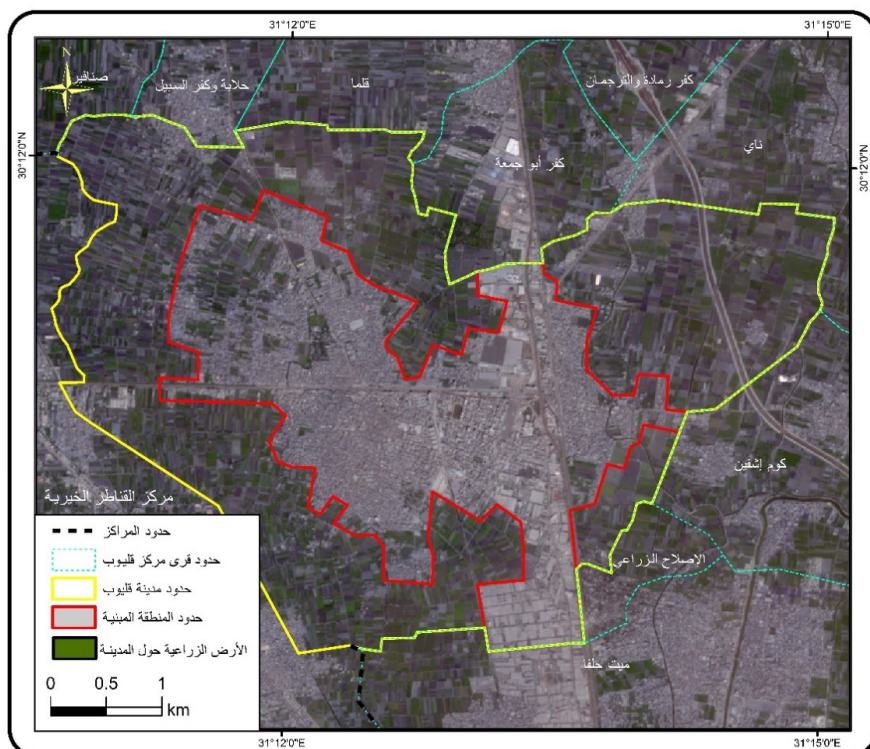 31°12'0"E
31°15'0"E
N
صنافير
حلابة وكفر السبيل
قلما
كفر رمادة والترجمان
30°12'0"N
كفر أبو جمعة
ناي
30°12'0"N
كوم إشفين
مركز القناطر الخيرية
الإصلاح الزراعى
ميت حلفا
حدود المراكز
حدود قرى مركز قليوب
حدود مدينة قليوب
حدود المنطقة المبنية
الأرض الزراعية حول المدينة
0 0.5 1
km
31°12'0"E
31°15'0"E